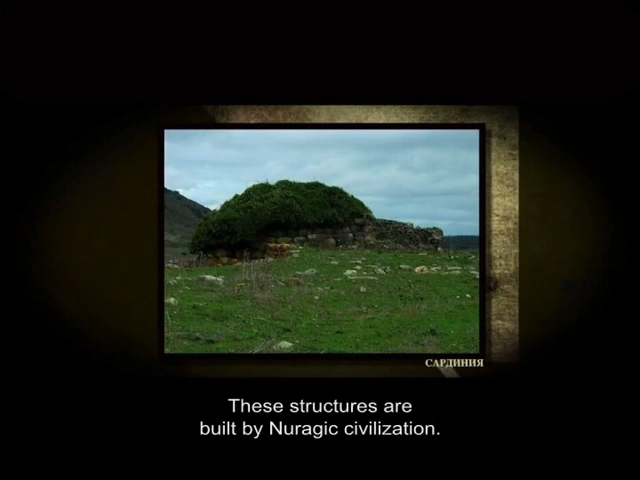 САРДИНИЯ
These structures are
built by Nuragic civilization.